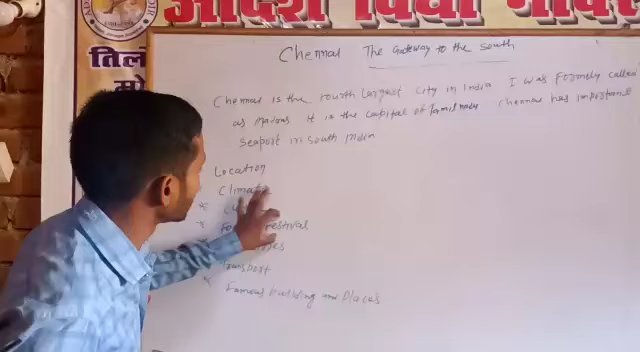 आदर्श विद्या
तिल
Chennai The Gateway to the south
Chennai is the fourth Largest city in India I was Formely called
as madras It is the capital of Tamilnadu Chennai has important
seaport in South India
Location
Climate
Festival
Transport
Famous Building and Places